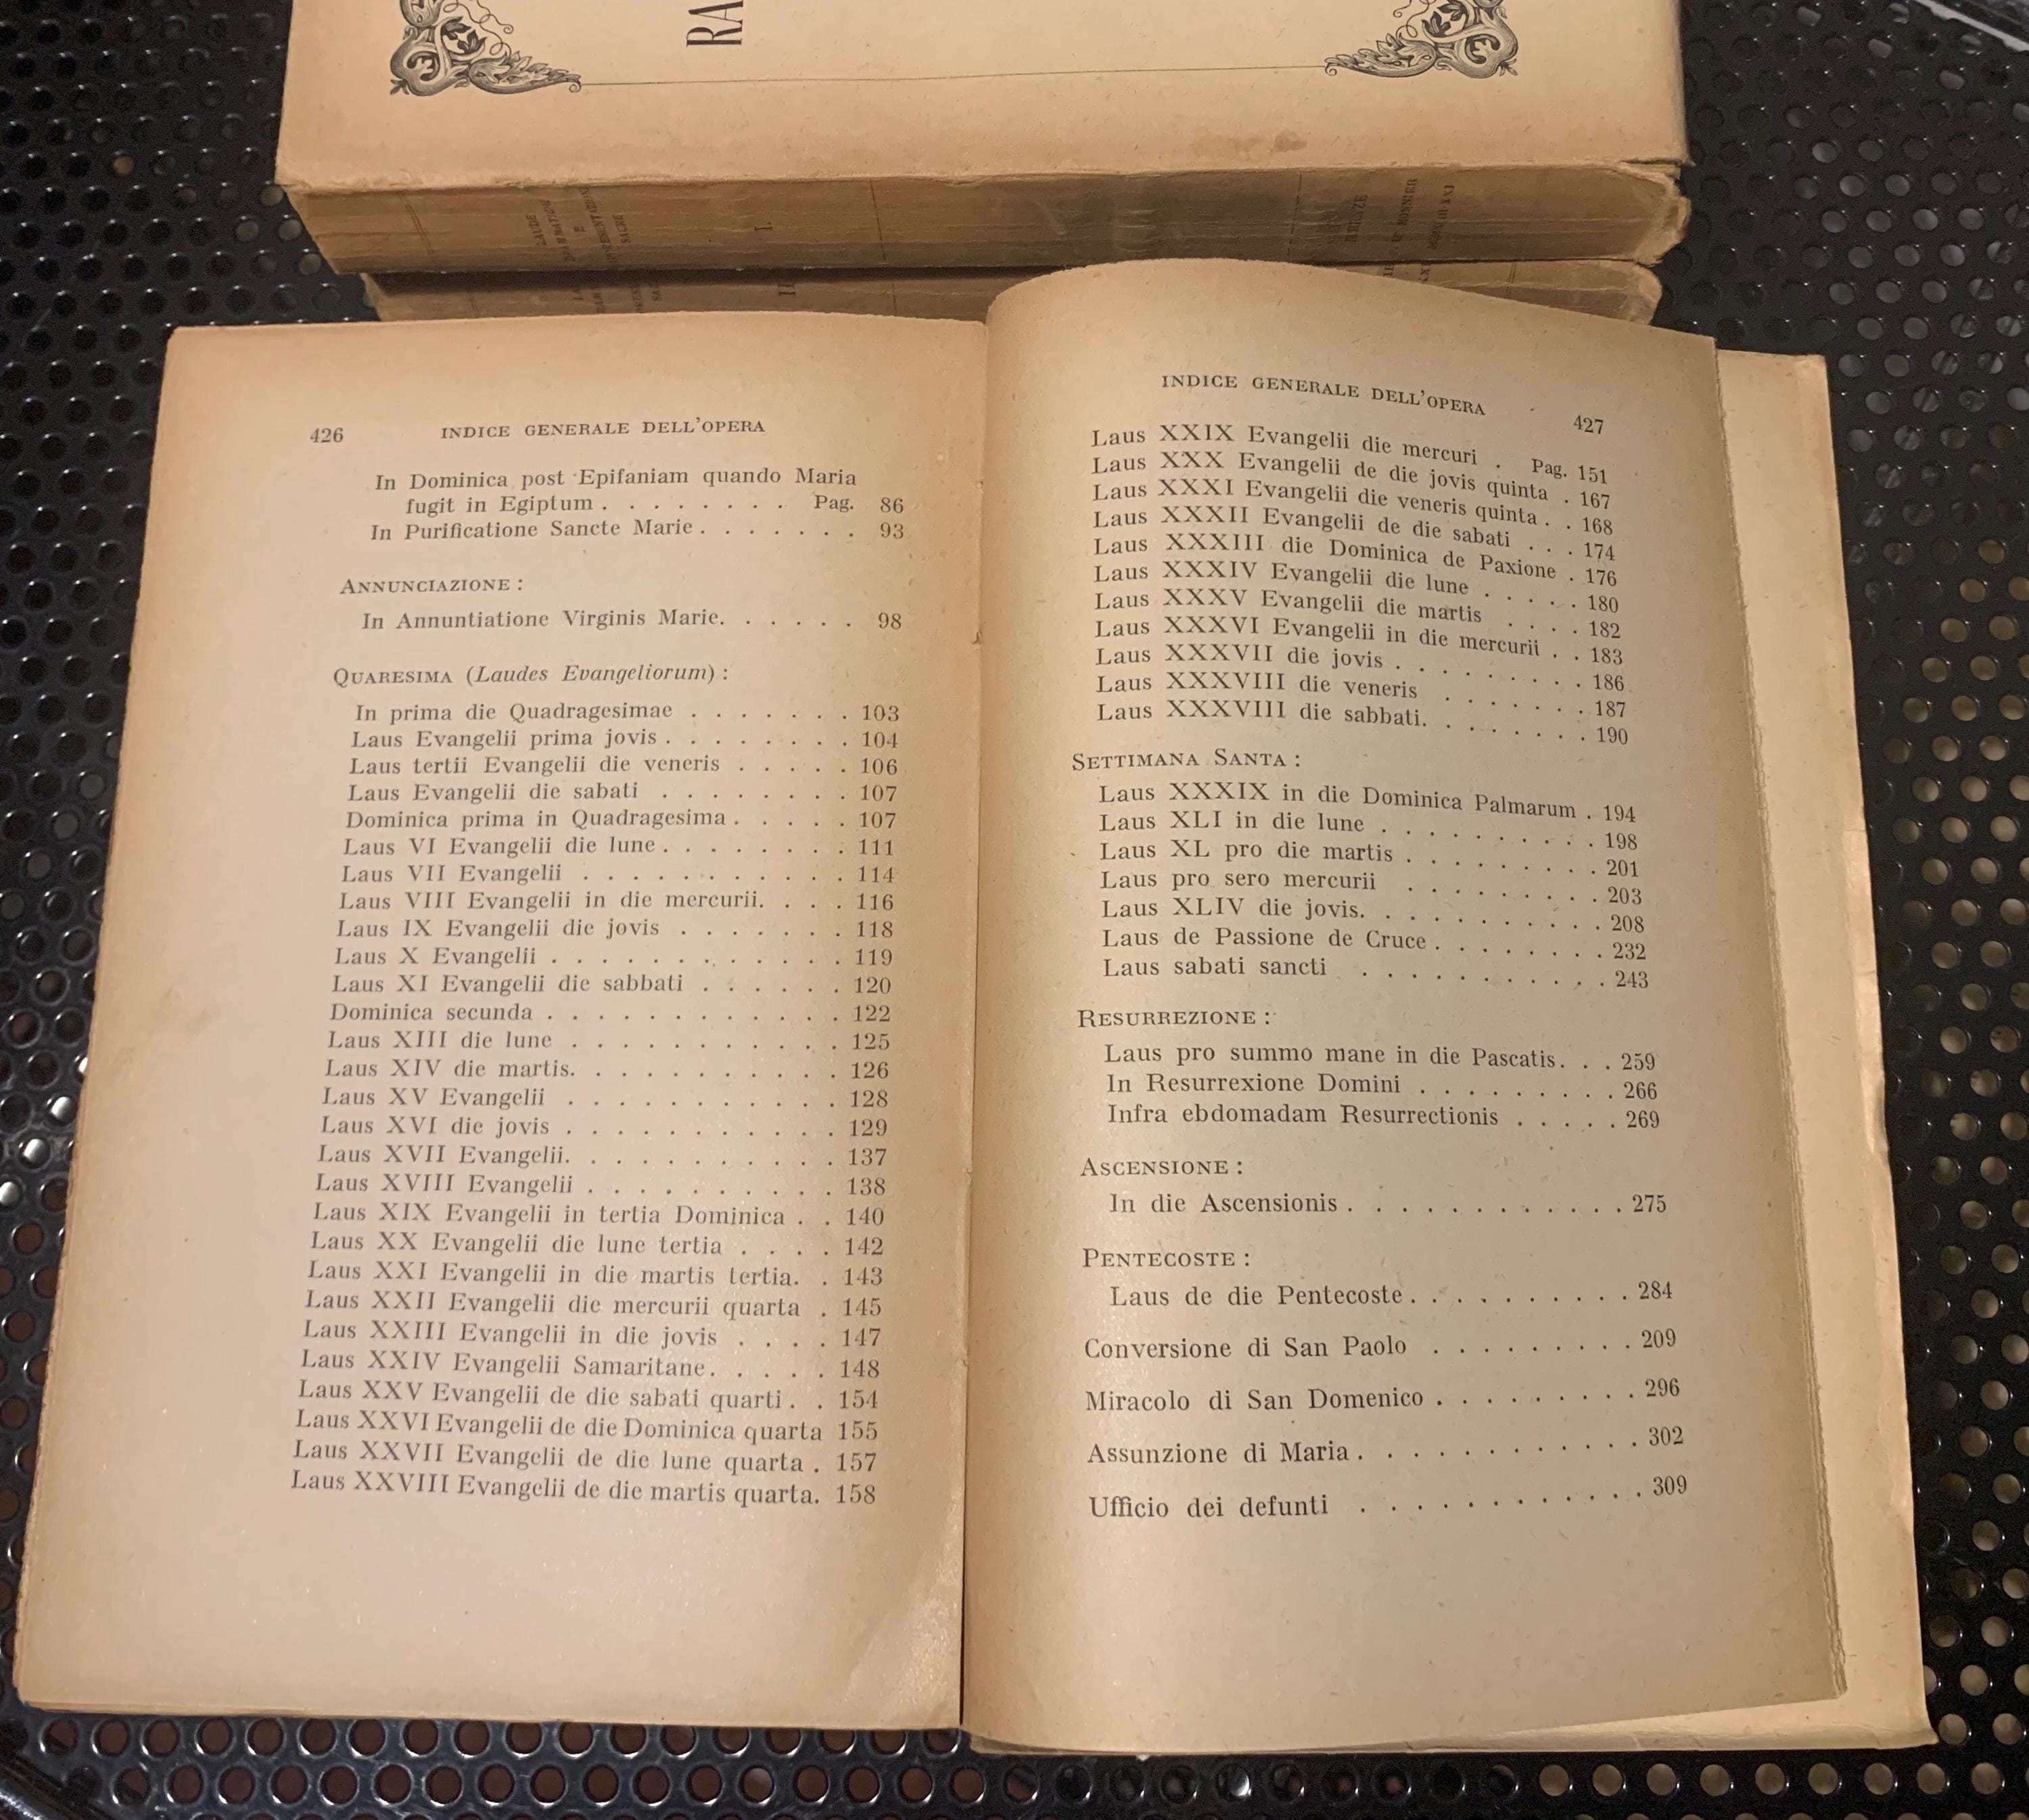 RA
LAUDE
DRAMMATICHE
E
RAPPRESENTAZIONI
SACRE
I.
FIRENZE
II
426 INDICE GENERALE DELL'OPERA
In Dominica post Epifaniam quando Maria
fugit in Egiptum . . . . . . . . Pag. 86
In Purificatione Sancte Marie . . . . . . . 93
ANNUNCIAZIONE :
In Annuntiatione Virginis Marie. . . . . . 98
QUARESIMA (Laudes Evangeliorum) :
In prima die Quadragesimae . . . . . . . 103
Laus Evangelii prima jovis . . . . . . . . 104
Laus tertii Evangelii die veneris . . . . . 106
Laus Evangelii die sabati . . . . . . . . 107
Dominica prima in Quadragesima . . . . . 107
Laus VI Evangelii die lune . . . . . . . . 111
Laus VII Evangelii . . . . . . . . . . . 114
Laus VIII Evangelii in die mercurii. . . . 116
Laus IX Evangelii die jovis . . . . . . . 118
Laus X Evangelii . . . . . . . . . . . . 119
Laus XI Evangelii die sabbati . . . . . . 120
Dominica secunda . . . . . . . . . . . . 122
Laus XIII die lune . . . . . . . . . . . 125
Laus XIV die martis. . . . . . . . . . . 126
Laus XV Evangelii . . . . . . . . . . . 128
Laus XVI die jovis . . . . . . . . . . . 129
Laus XVII Evangelii. . . . . . . . . . . 137
Laus XVIII Evangelii . . . . . . . . . . 138
Laus XIX Evangelii in tertia Dominica . . 140
Laus XX Evangelii die lune tertia . . . . 142
Laus XXI Evangelii in die martis tertia. . 143
Laus XXII Evangelii die mercurii quarta . 145
Laus XXIII Evangelii in die jovis . . . . 147
Laus XXIV Evangelii Samaritane. . . . . 148
Laus XXV Evangelii de die sabati quarti . . 154
Laus XXVI Evangelii de die Dominica quarta 155
Laus XXVII Evangelii de die lune quarta . 157
Laus XXVIII Evangelii de die martis quarta. 158
INDICE GENERALE DELL'OPERA 427
Laus XXIX Evangelii die mercuri . Pag. 151
Laus XXX Evangelii de die jovis quinta . 167
Laus XXXI Evangelii die veneris quinta . . 168
Laus XXXII Evangelii de die sabati . . . 174
Laus XXXIII die Dominica de Paxione . 176
Laus XXXIV Evangelii die lune . . . . . 180
Laus XXXV Evangelii die martis . . . . 182
Laus XXXVI Evangelii in die mercurii . . 183
Laus XXXVII die jovis . . . . . . . . 186
Laus XXXVIII die veneris . . . . . . . 187
Laus XXXVIII die sabbati. . . . . . . . 190
SETTIMANA SANTA :
Laus XXXIX in die Dominica Palmarum . 194
Laus XLI in die lune . . . . . . . . . . 198
Laus XL pro die martis . . . . . . . . . 201
Laus pro sero mercurii . . . . . . . . . 203
Laus XLIV die jovis. . . . . . . . . . . 208
Laus de Passione de Cruce . . . . . . . . 232
Laus sabati sancti . . . . . . . . . . . 243
RESURREZIONE :
Laus pro summo mane in die Pascatis. . . 259
In Resurrexione Domini . . . . . . . . . 266
Infra ebdomadam Resurrectionis . . . . . 269
ASCENSIONE :
In die Ascensionis . . . . . . . . . . . . 275
PENTECOSTE :
Laus de die Pentecoste . . . . . . . . . . 284
Conversione di San Paolo . . . . . . . . . 209
Miracolo di San Domenico . . . . . . . . . 296
Assunzione di Maria . . . . . . . . . . . . 302
Ufficio dei defunti . . . . . . . . . . . . 309